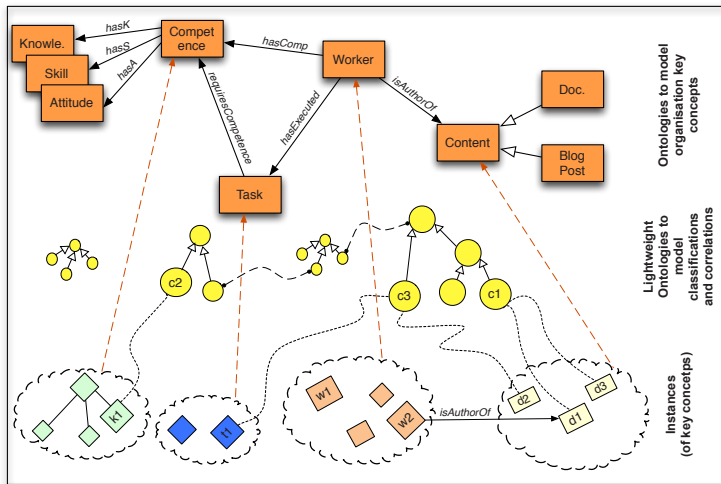 hasK
Knowle.
hasS
Skill
hasA
Attitude
Compet
ence
hasComp
Worker
isAuthorOf
requiresCompetence
hasExecuted
Task
Content
Doc.
Blog
Post
Ontologies to model
organisation key
concepts
c2
c3
c1
Lightweight
Ontologies to
model
classifications
and correlations
k1
t1
w1
w2
isAuthorOf
d2
d3
d1
Instances
(of key concetps)